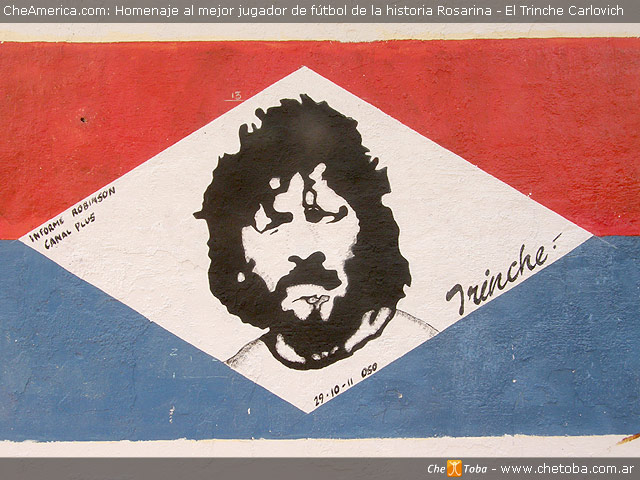 CheAmerica.com: Homenaje al mejor jugador de fútbol de la historia Rosarina - El Trinche Carlovich
13
INFORME ROBINSON
CANAL PLUS
Trinche
29-10-11 OSO
Che Toba - www.chetoba.com.ar